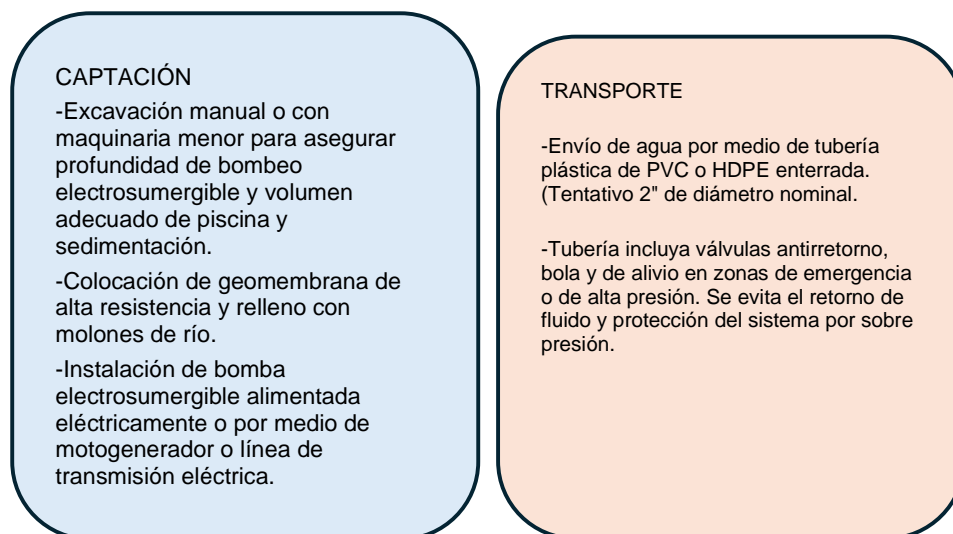 CAPTACIÓN
-Excavación manual o con
maquinaria menor para asegurar
profundidad de bombeo
electrosumergible y volumen
adecuado de piscina y
sedimentación.
-Colocación de geomembrana de
alta resistencia y relleno con
molones de río.
-Instalación de bomba
electrosumergible alimentada
eléctricamente o por medio de
motogenerador o línea de
transmisión eléctrica.
TRANSPORTE
-Envío de agua por medio de tubería
plástica de PVC o HDPE enterrada.
(Tentativo 2" de diámetro nominal.
-Tubería incluya válvulas antirretorno,
bola y de alivio en zonas de emergencia
o de alta presión. Se evita el retorno de
fluido y protección del sistema por sobre
presión.